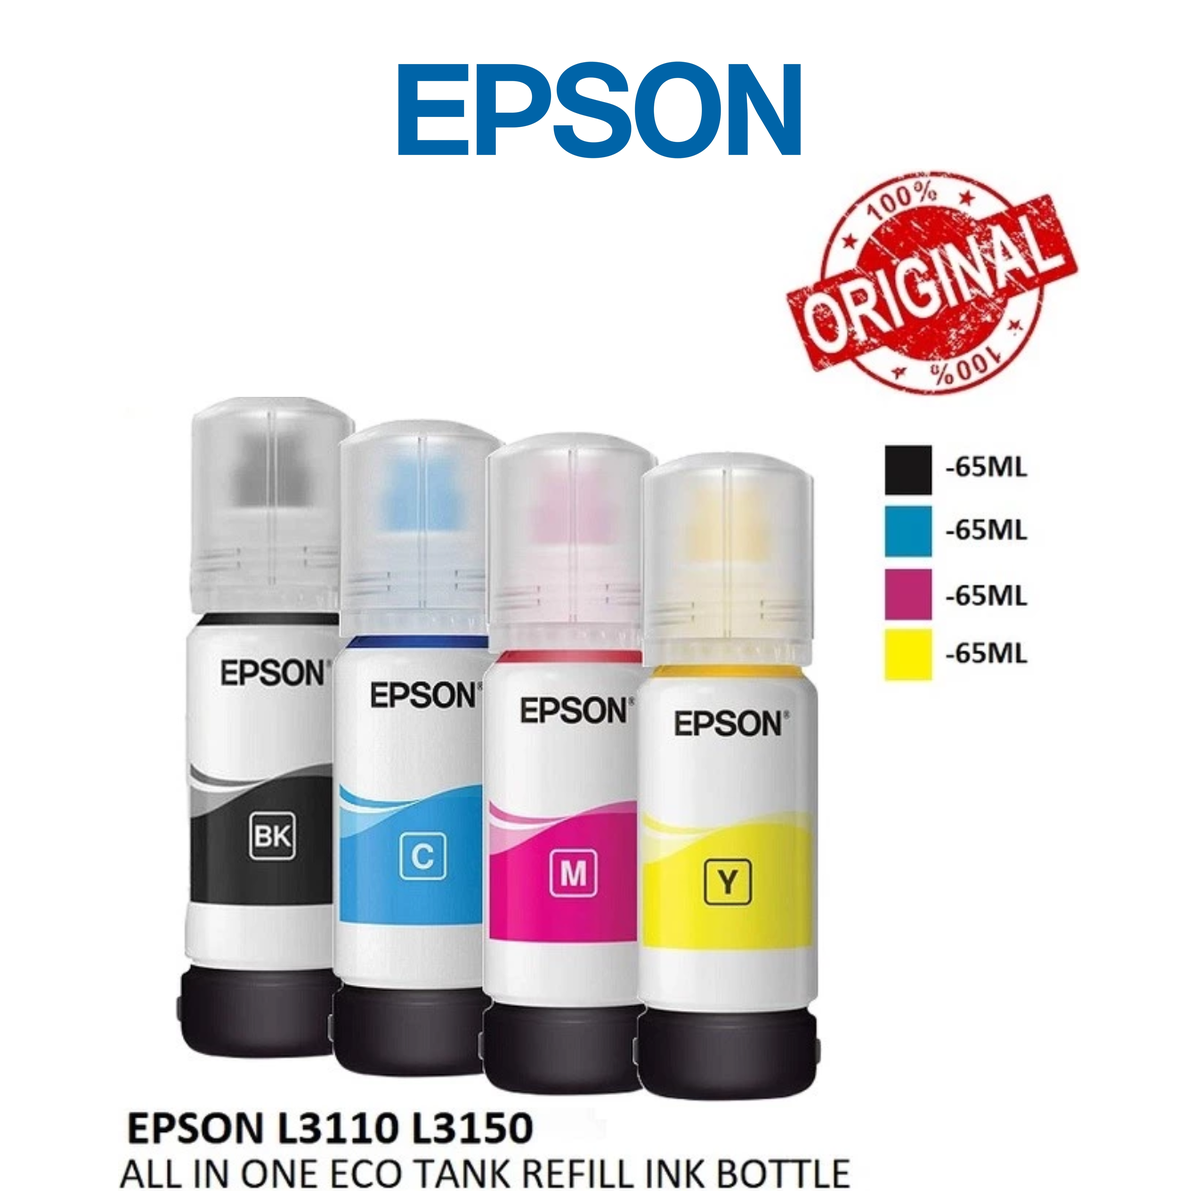 EPSON
100%
ORIGINAL
100%
-65ML
-65ML
-65ML
-65ML
EPSON®
BK
EPSON®
C
EPSON®
M
EPSON®
Y
EPSON L3110 L3150
ALL IN ONE ECO TANK REFILL INK BOTTLE